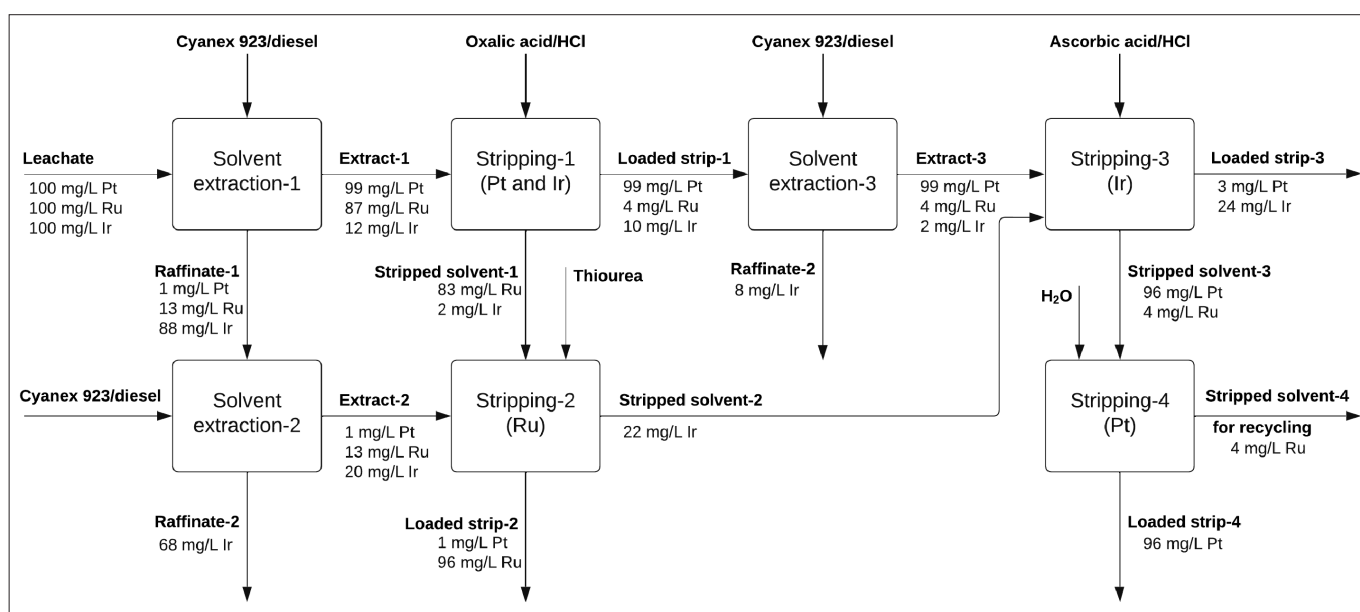 Cyanex 923/diesel
Oxalic acid/HCl
Cyanex 923/diesel
Ascorbic acid/HCl
Leachate
100 mg/L Pt
100 mg/L Ru
100 mg/L Ir
Solvent
extraction-1
Extract-1
99 mg/L Pt
87 mg/L Ru
12 mg/L Ir
Stripping-1
(Pt and Ir)
Loaded strip-1
99 mg/L Pt
4 mg/L Ru
10 mg/L Ir
Solvent
extraction-3
Extract-3
99 mg/L Pt
4 mg/L Ru
2 mg/L Ir
Stripping-3
(Ir)
Loaded strip-3
3 mg/L Pt
24 mg/L Ir
Raffinate-1
1 mg/L Pt
13 mg/L Ru
88 mg/L Ir
Stripped solvent-1
83 mg/L Ru
2 mg/L Ir
Thiourea
Raffinate-2
8 mg/L Ir
Stripped solvent-3
96 mg/L Pt
4 mg/L Ru
H₂O
Cyanex 923/diesel
Solvent
extraction-2
Extract-2
1 mg/L Pt
13 mg/L Ru
20 mg/L Ir
Stripping-2
(Ru)
Stripped solvent-2
22 mg/L Ir
Stripping-4
(Pt)
Stripped solvent-4
for recycling
4 mg/L Ru
Raffinate-2
68 mg/L Ir
Loaded strip-2
1 mg/L Pt
96 mg/L Ru
Loaded strip-4
96 mg/L Pt